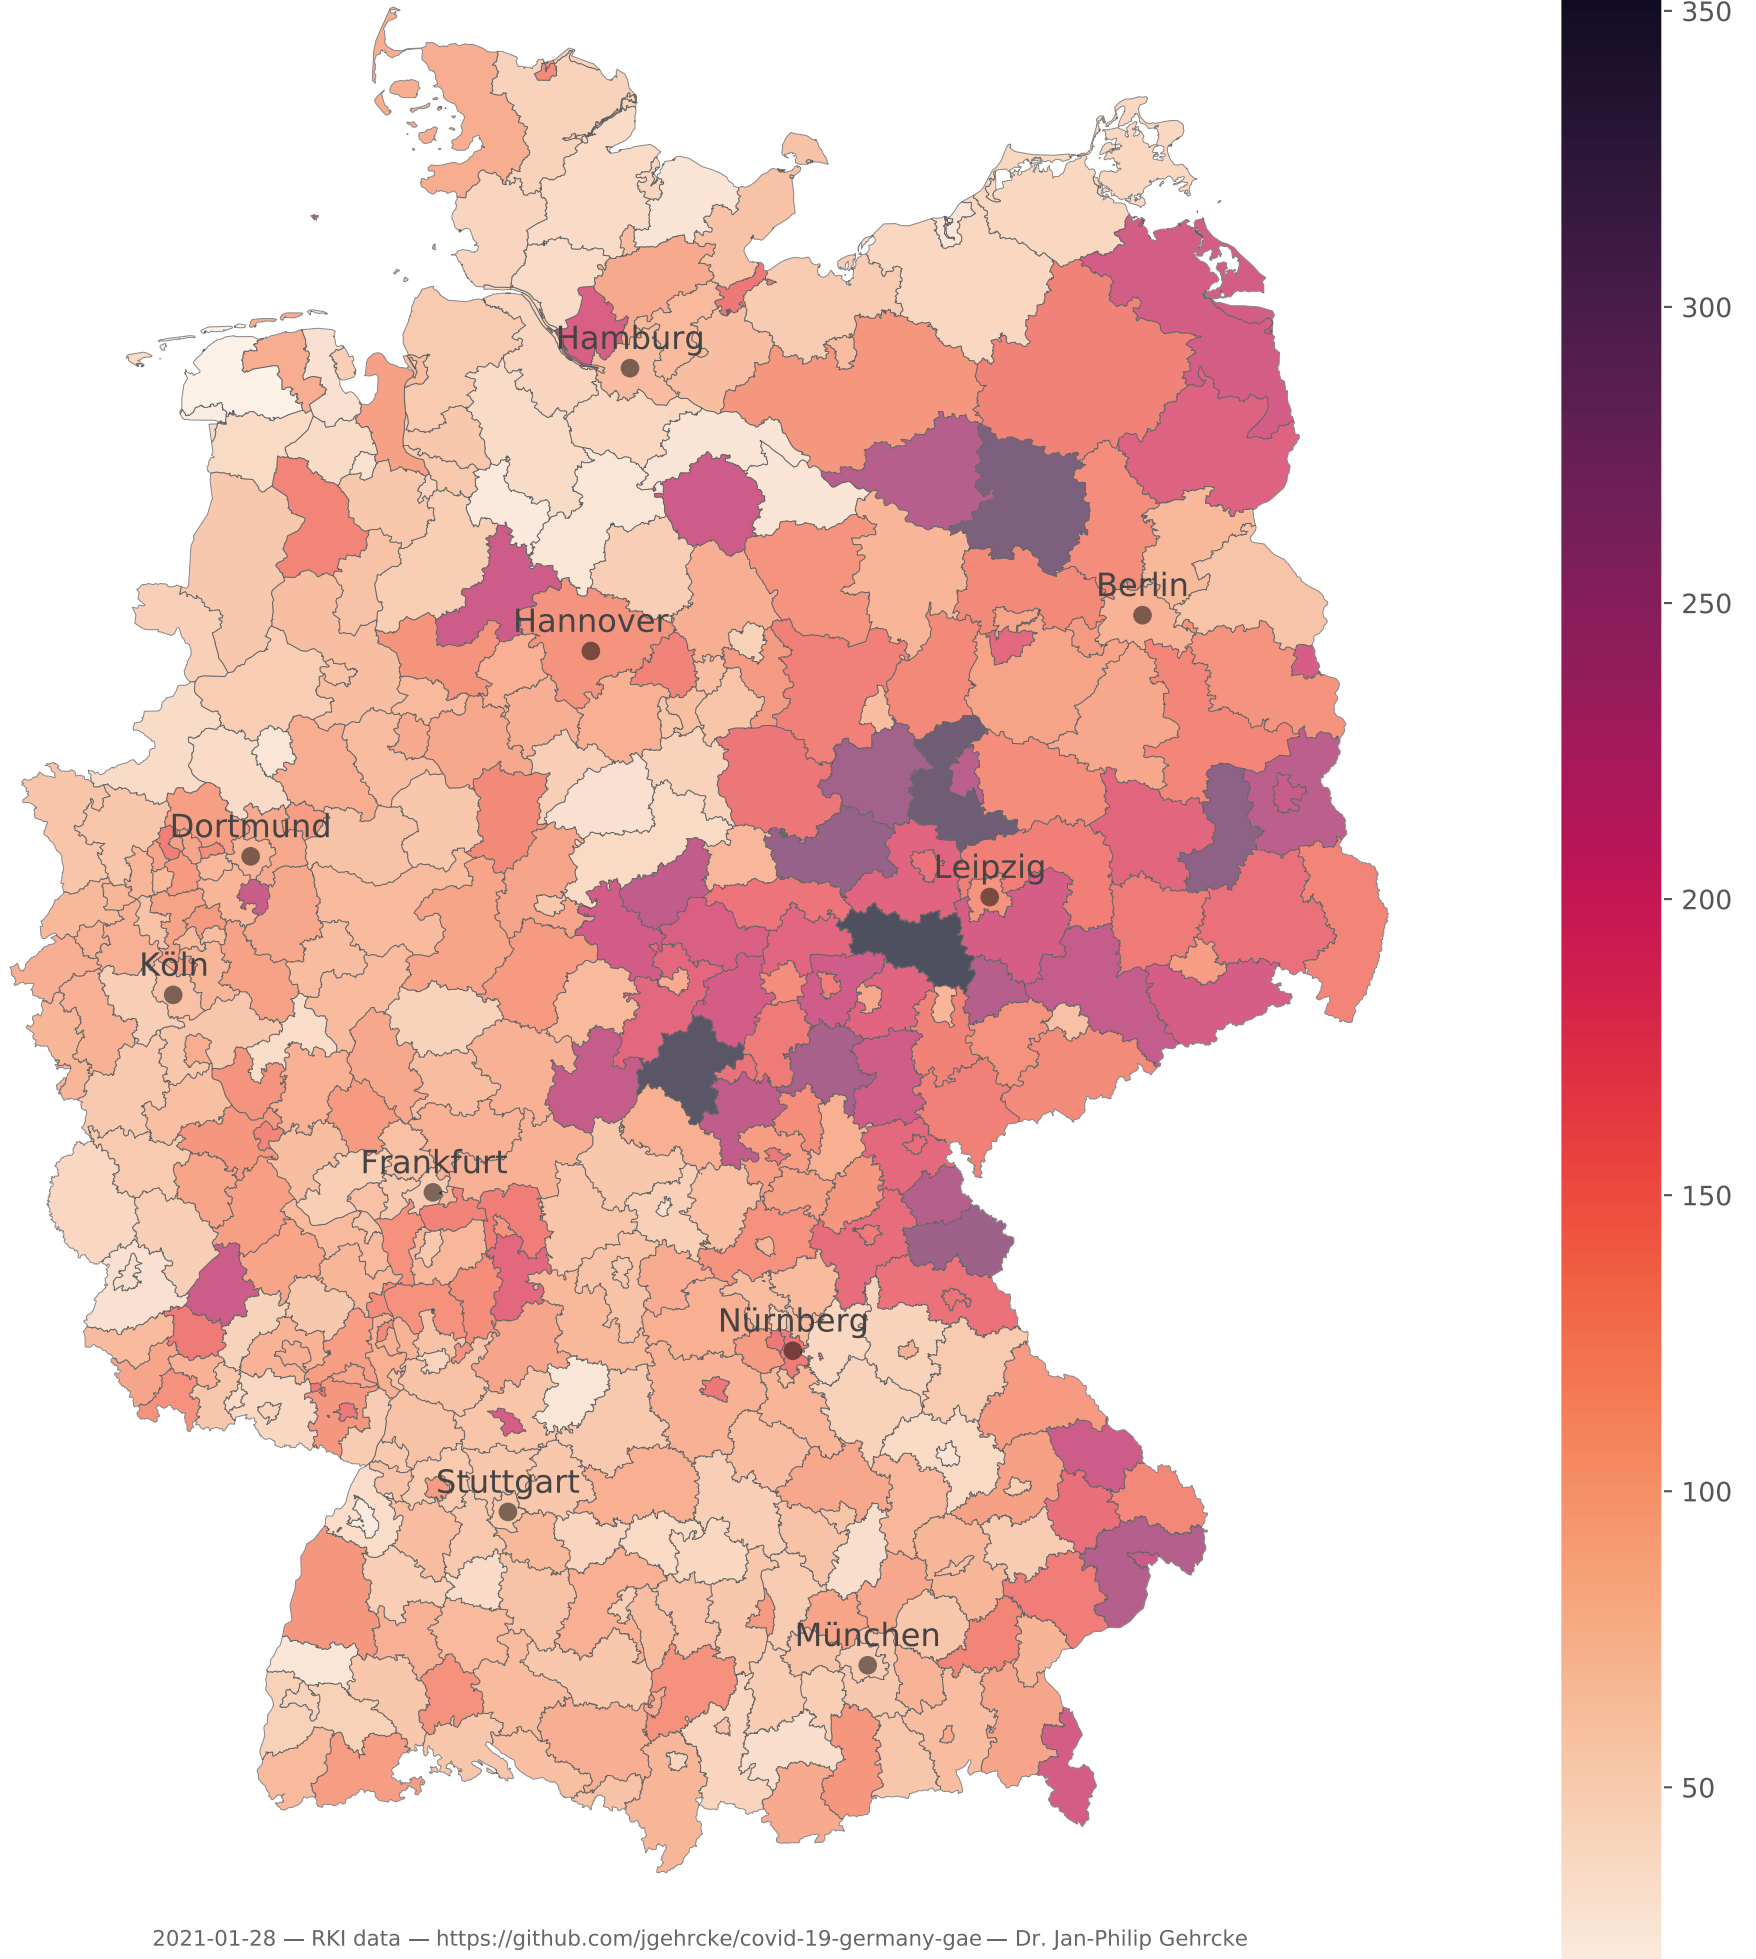 350
300
Hamburg
250
Berlin
Hannover
200
Dortmund
Leipzig
Köln
150
Frankfurt
Nürnberg
100
Stuttgart
München
50
2021-01-28 — RKI data — https://github.com/jgehrcke/covid-19-germany-gae — Dr. Jan-Philip Gehrcke